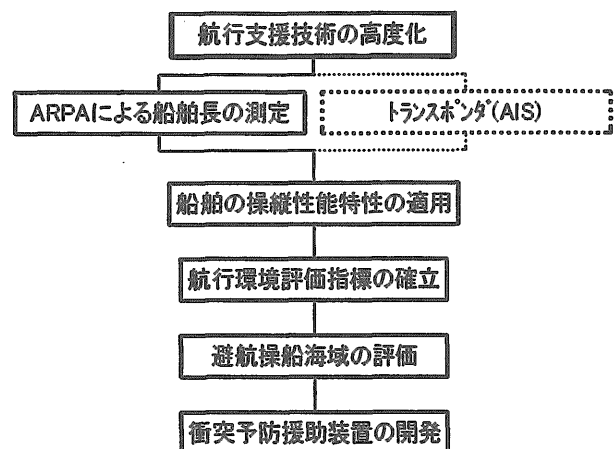 航行支援技術の高度化
ARPAによる船舶長の測定
トランスポンダ(AIS)
船舶の操縦性能特性の適用
航行環境評価指標の確立
避航操船海域の評価
衝突予防援助装置の開発